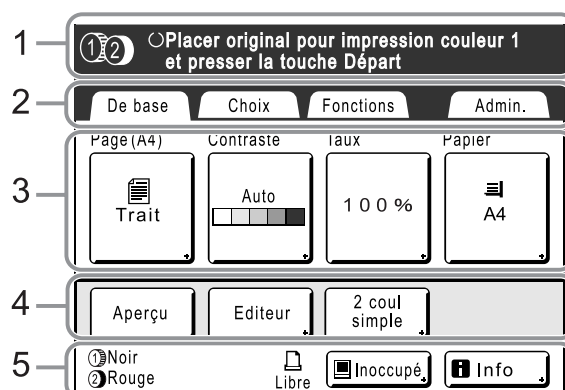 1
①② Placer original pour impression couleur 1
et presser la touche Départ
2
De base Choix Fonctions Admin.
3
Page(A4) Contraste Taux Papier
Trait Auto 100% A4
4
Aperçu Editeur 2 coul
simple
5
①Noir
②Rouge
Libre Inoccupé Info